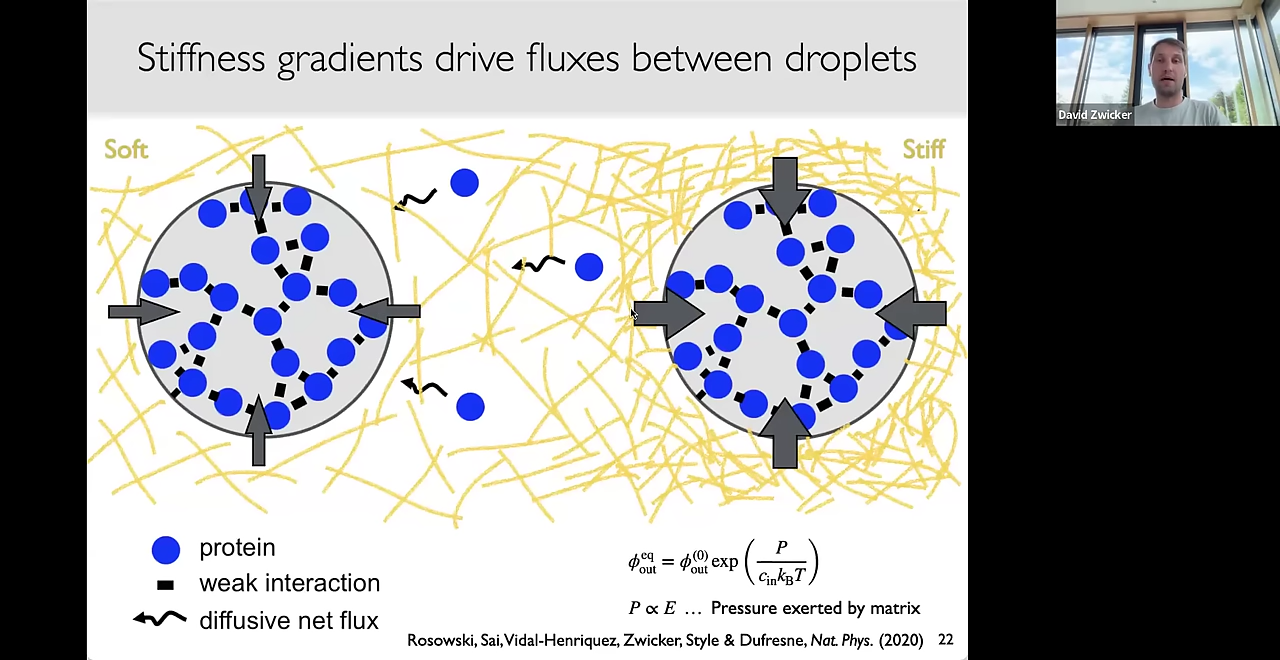 Stiffness gradients drive fluxes between droplets
David Zwicker
Soft
Stiff
protein
weak interaction
diffusive net flux
ϕ_out^eq = ϕ_out^(0) exp(P / (c_in k_B T))
P ∝ E … Pressure exerted by matrix
Rosowski, Sai, Vidal-Henriquez, Zwicker, Style & Dufresne, Nat. Phys. (2020) 22